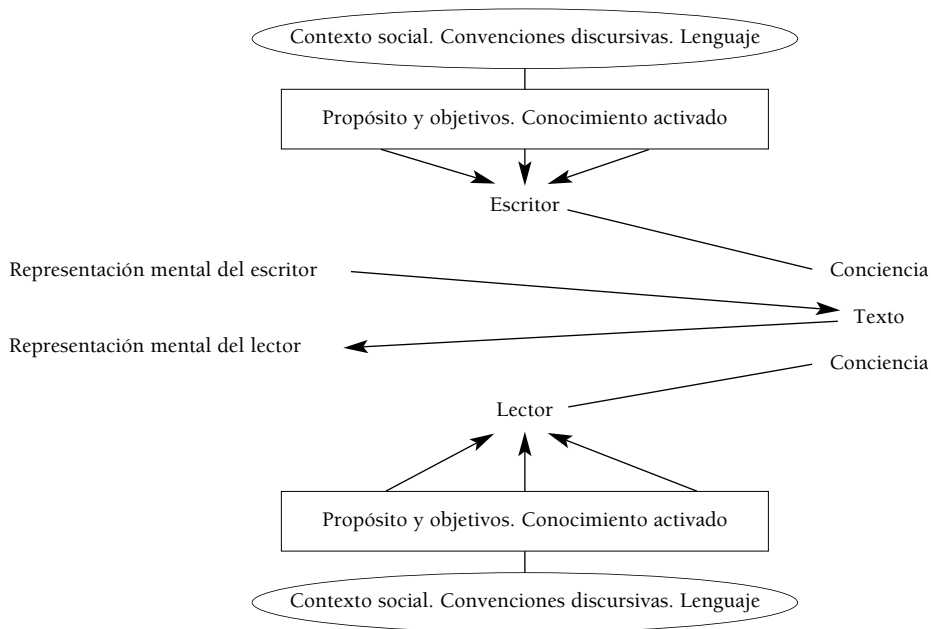 Contexto social. Convenciones discursivas. Lenguaje
Propósito y objetivos. Conocimiento activado
Escritor
Representación mental del escritor
Conciencia
Texto
Representación mental del lector
Conciencia
Lector
Propósito y objetivos. Conocimiento activado
Contexto social. Convenciones discursivas. Lenguaje